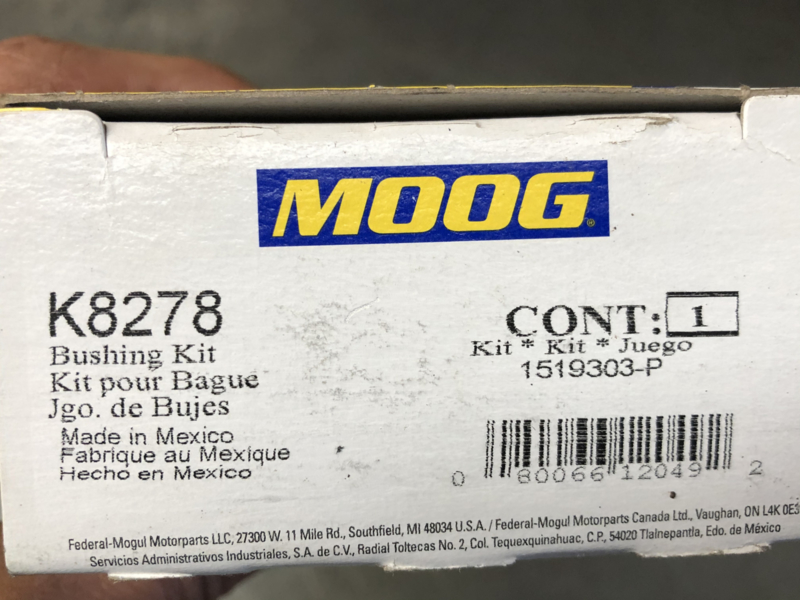 MOOG®
K8278
Bushing Kit
Kit pour Bague
Jgo. de Bujes
Made in Mexico
Fabrique au Mexique
Hecho en Mexico
CONT: 1
Kit * Kit * Juego
1519303-P
0 80066 12049 2
Federal-Mogul Motorparts LLC, 27300 W. 11 Mile Rd., Southfield, MI 48034 U.S.A. / Federal-Mogul Motorparts Canada Ltd., Vaughan, ON L4K 0E3
Servicios Administrativos Industriales, S.A. de C.V., Radial Toltecas No. 2, Col. Tequexquinahuac, C.P. 54020 Tlalnepantla, Edo. de México